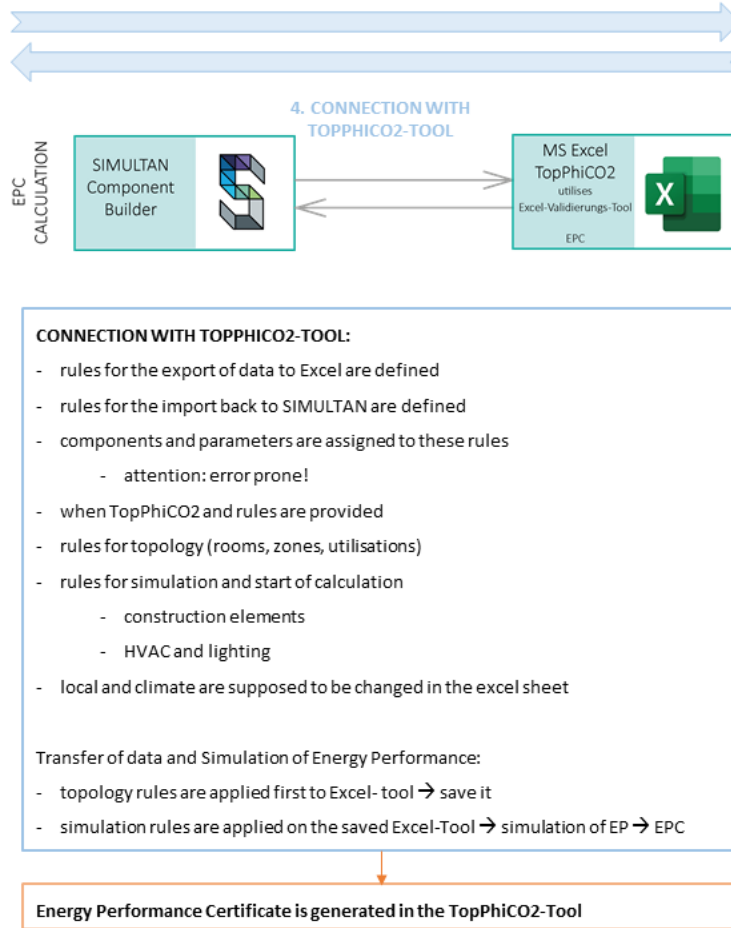 4. CONNECTION WITH
TOPPHICO2-TOOL
EPC
CALCULATION
SIMULTAN
Component
Builder
MS Excel
TopPhiCO2
utilises
Excel-Validierungs-Tool
EPC
X
CONNECTION WITH TOPPHICO2-TOOL:
- rules for the export of data to Excel are defined
- rules for the import back to SIMULTAN are defined
- components and parameters are assigned to these rules
- attention: error prone!
- when TopPhiCO2 and rules are provided
- rules for topology (rooms, zones, utilisations)
- rules for simulation and start of calculation
- construction elements
- HVAC and lighting
- local and climate are supposed to be changed in the excel sheet
Transfer of data and Simulation of Energy Performance:
- topology rules are applied first to Excel- tool → save it
- simulation rules are applied on the saved Excel-Tool → simulation of EP → EPC
Energy Performance Certificate is generated in the TopPhiCO2-Tool